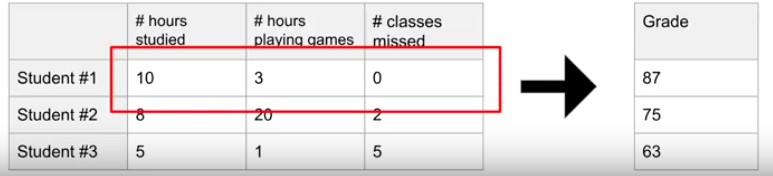 # hours studied # hours playing games # classes missed Grade
Student #1 10 3 0 87
Student #2 8 20 2 75
Student #3 5 1 5 63